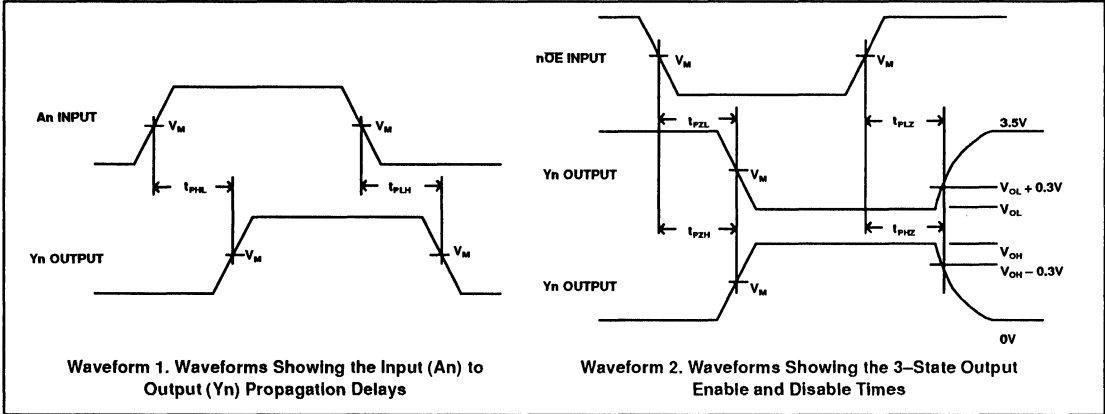 An INPUT
V_M
V_M
t_PHL
t_PLH
Yn OUTPUT
V_M
V_M
Waveform 1. Waveforms Showing the Input (An) to
Output (Yn) Propagation Delays
nO̅E̅ INPUT
V_M
V_M
t_PZL
t_PLZ
3.5V
Yn OUTPUT
V_M
V_OL + 0.3V
V_OL
t_PZH
t_PHZ
V_OH
V_OH – 0.3V
Yn OUTPUT
V_M
0V
Waveform 2. Waveforms Showing the 3–State Output
Enable and Disable Times